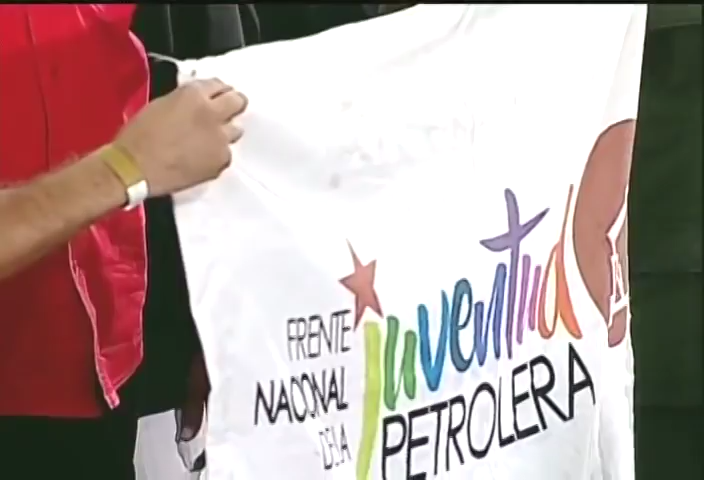 FRENTE
NACIONAL
DE LA
juventud
PETROLERA